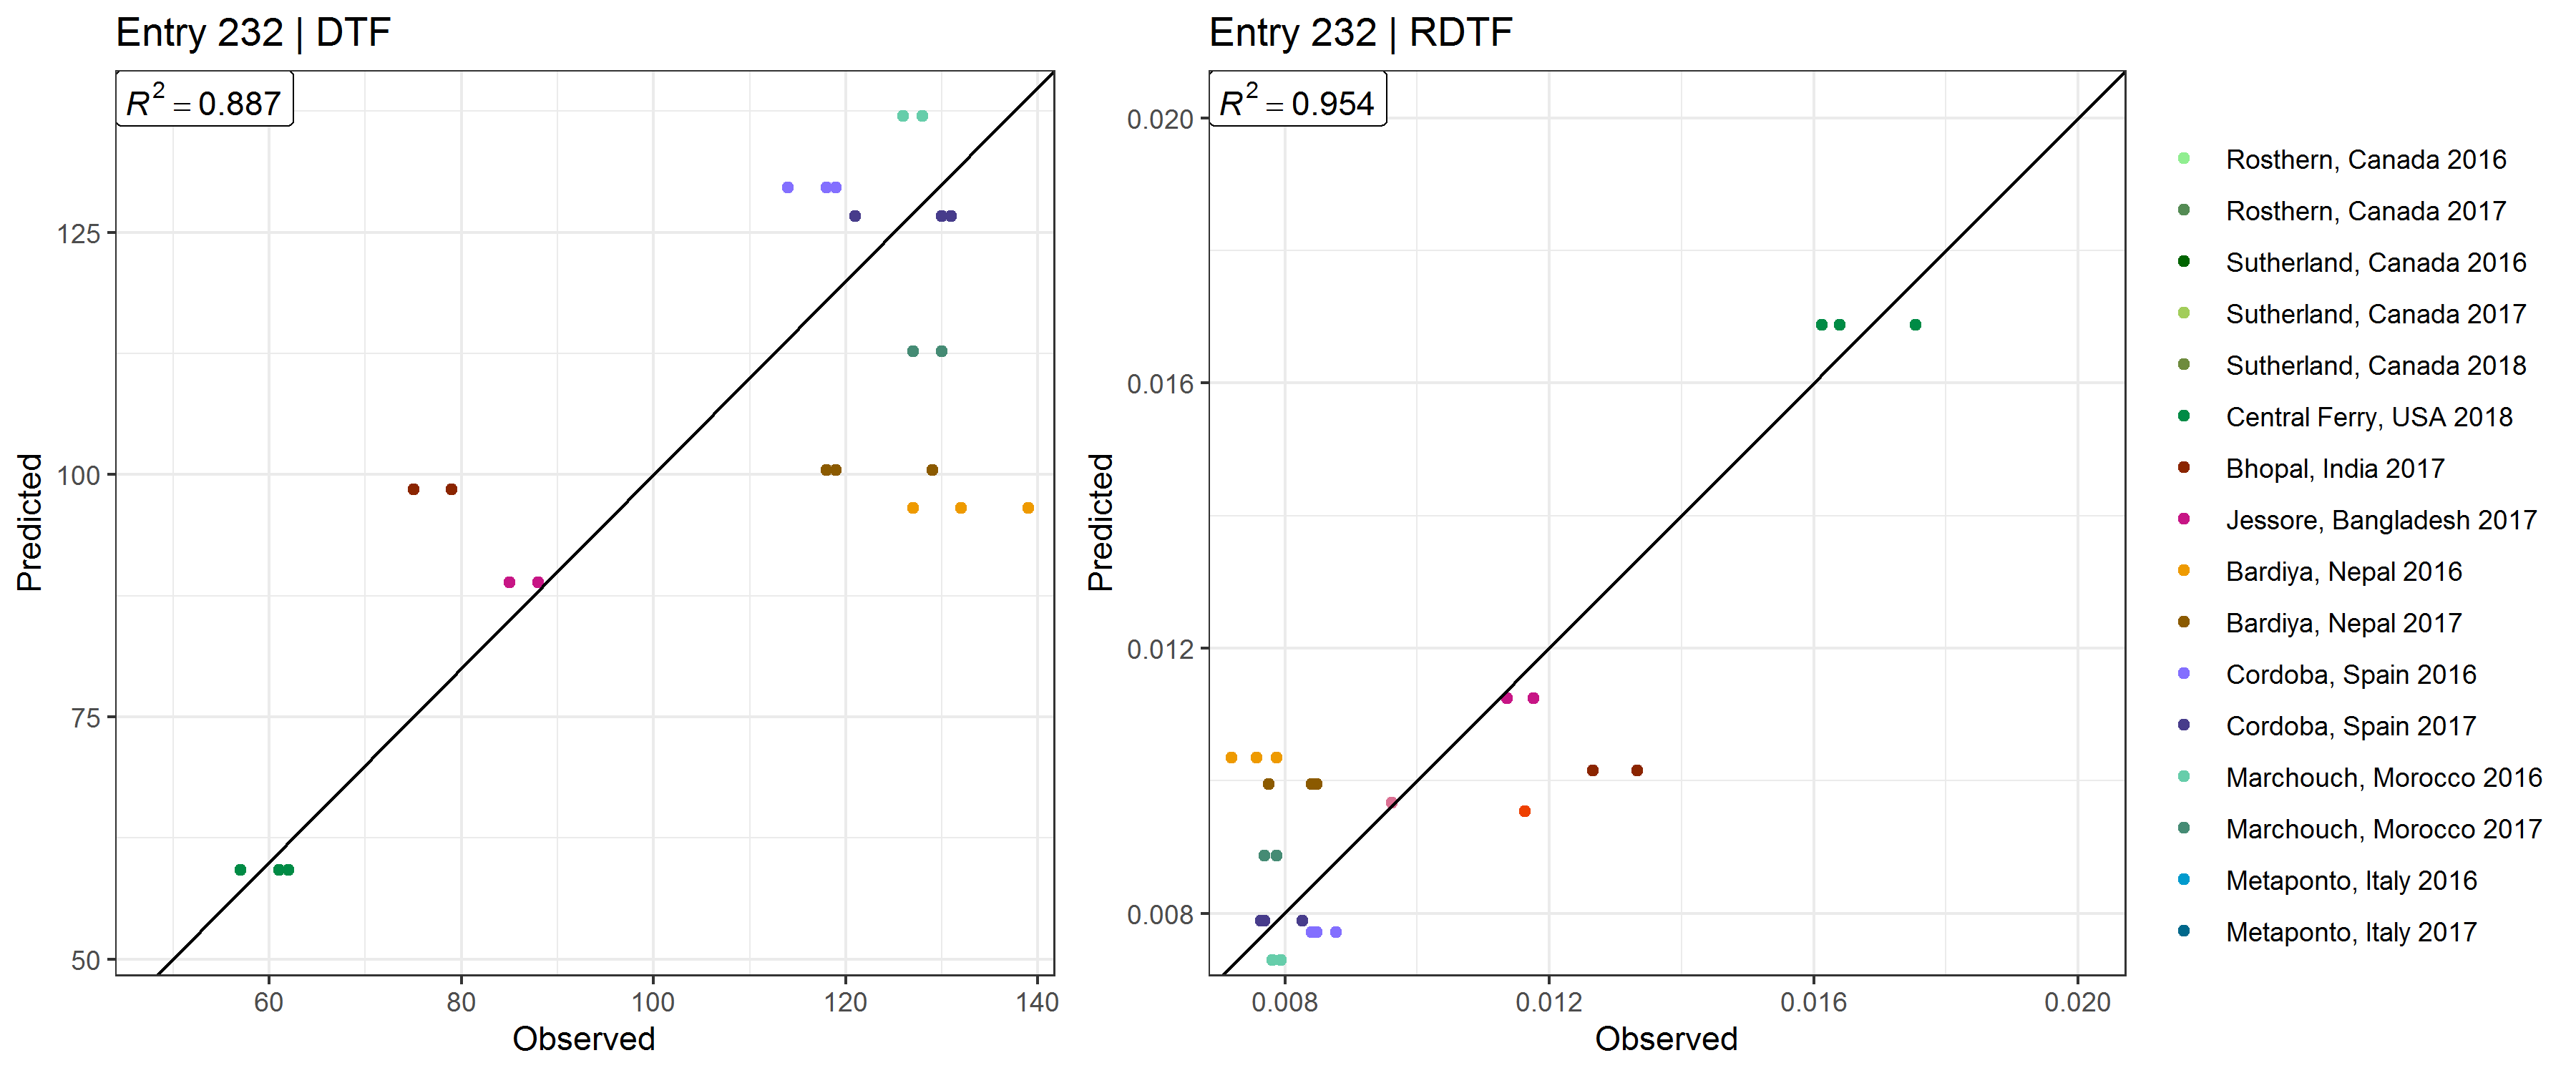 Entry 232 | DTF
R² = 0.887
125
100
75
50
Predicted
60 80 100 120 140
Observed
Entry 232 | RDTF
R² = 0.954
0.020
0.016
0.012
0.008
Predicted
0.008 0.012 0.016 0.020
Observed
Rosthern, Canada 2016
Rosthern, Canada 2017
Sutherland, Canada 2016
Sutherland, Canada 2017
Sutherland, Canada 2018
Central Ferry, USA 2018
Bhopal, India 2017
Jessore, Bangladesh 2017
Bardiya, Nepal 2016
Bardiya, Nepal 2017
Cordoba, Spain 2016
Cordoba, Spain 2017
Marchouch, Morocco 2016
Marchouch, Morocco 2017
Metaponto, Italy 2016
Metaponto, Italy 2017